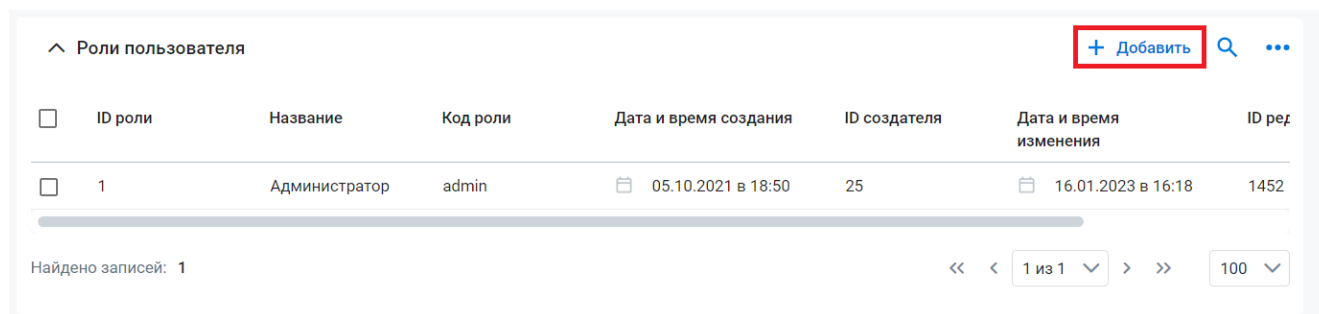 Роли пользователя + Добавить
ID роли Название Код роли Дата и время создания ID создателя Дата и время изменения ID ред
1 Администратор admin 05.10.2021 в 18:50 25 16.01.2023 в 16:18 1452
Найдено записей: 1 << < 1 из 1 > >> 100